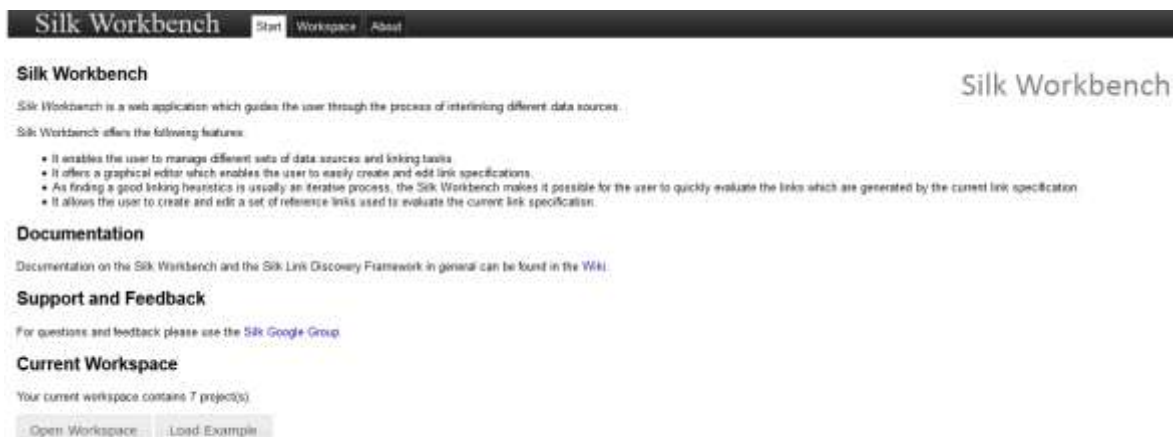 Silk Workbench Start Workspace About
Silk Workbench
Silk Workbench
Silk Workbench is a web application which guides the user through the process of interlinking different data sources.
Silk Workbench offers the following features:
• It enables the user to manage different sets of data sources and linking tasks
• It offers a graphical editor which enables the user to easily create and edit link specifications.
• As finding a good linking heuristics is usually an iterative process, the Silk Workbench makes it possible for the user to quickly evaluate the links which are generated by the current link specification
• It allows the user to create and edit a set of reference links used to evaluate the current link specification.
Documentation
Documentation on the Silk Workbench and the Silk Link Discovery Framework in general can be found in the Wiki.
Support and Feedback
For questions and feedback please use the Silk Google Group.
Current Workspace
Your current workspace contains 7 project(s)
Open Workspace Load Example